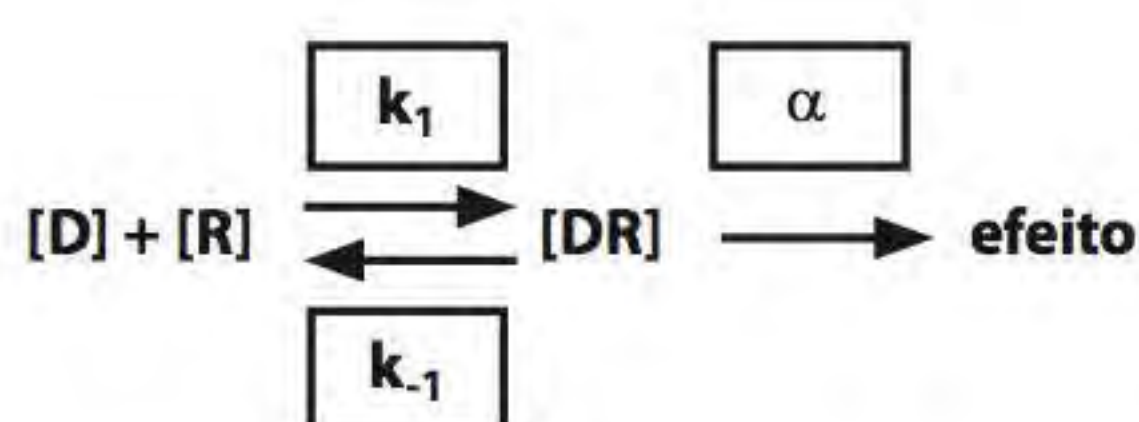 k₁ α
[D] + [R] [DR] efeito
k₋₁